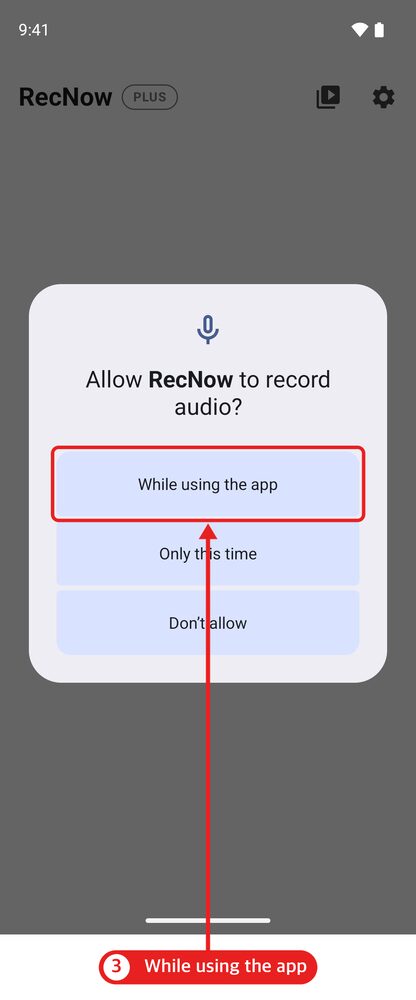 9:41
RecNow PLUS
Allow RecNow to record
audio?
While using the app
Only this time
Don't allow
3 While using the app